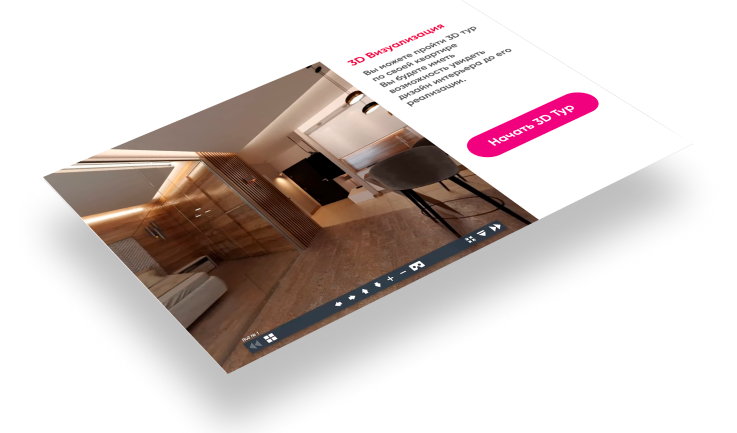 3D Визуализация
Вы можете пройти 3D тур
по своей квартире
Вы будете иметь
возможность увидеть
дизайн интерьера до его
реализации.
Начать 3D Тур